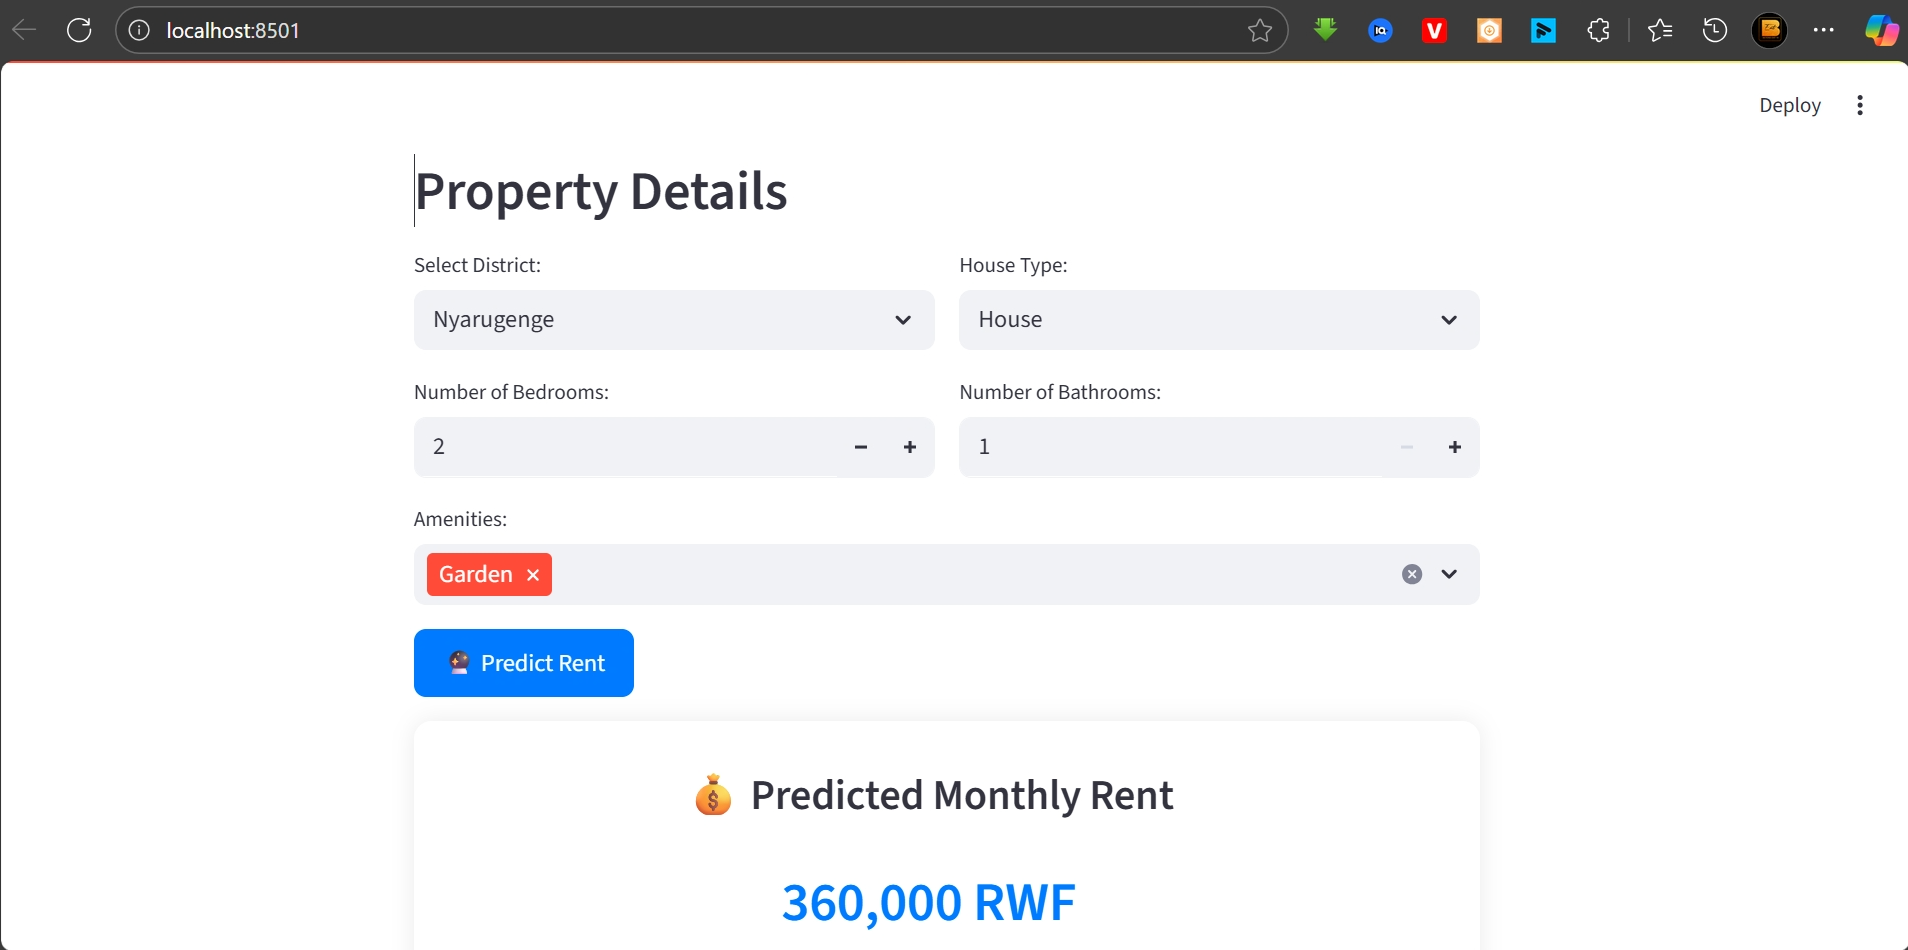 localhost:8501
Deploy
Property Details
Select District:
House Type:
Nyarugenge
House
Number of Bedrooms:
Number of Bathrooms:
2
1
Amenities:
Garden
Predict Rent
Predicted Monthly Rent
360,000 RWF